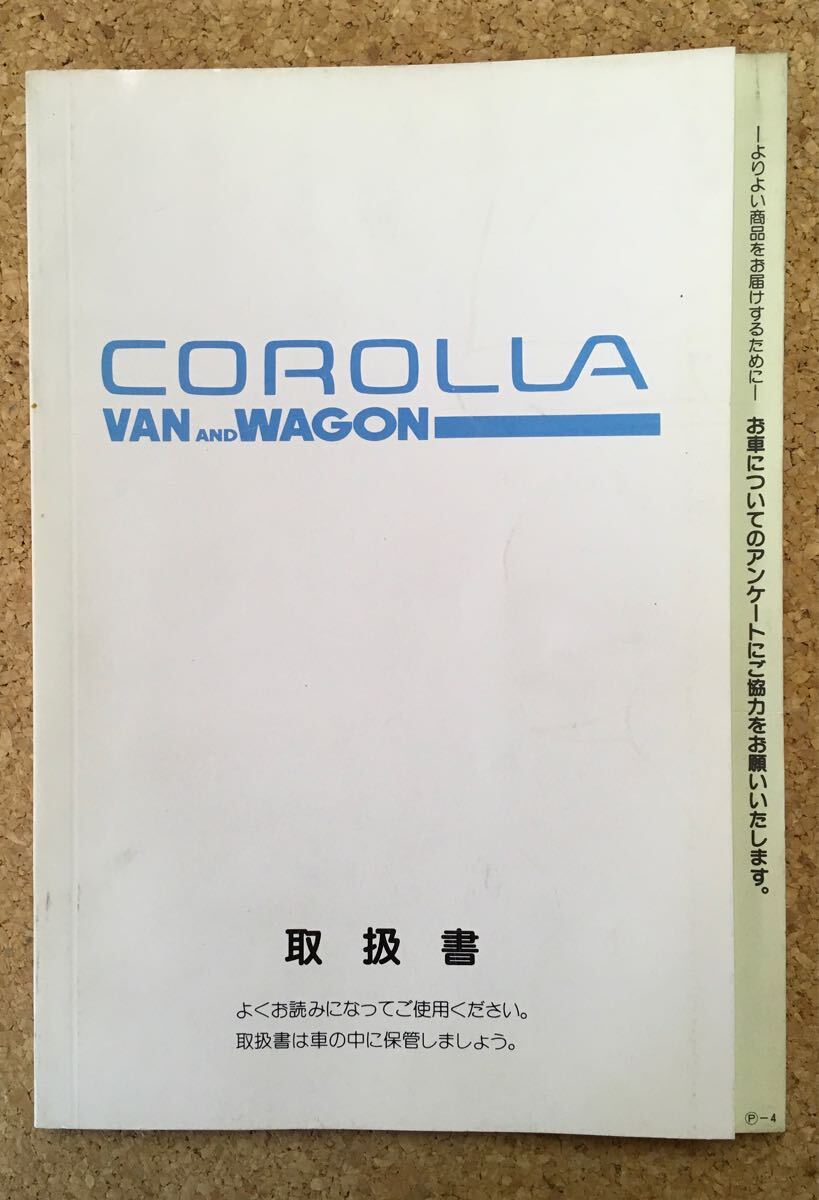 COROLLA
VAN AND WAGON
取扱書
よくお読みになってご使用ください。
取扱書は車の中に保管しましょう。
ーよりよい商品をお届けするためにー お車についてのアンケートにご協力をお願いいたします。
Ⓟ-4